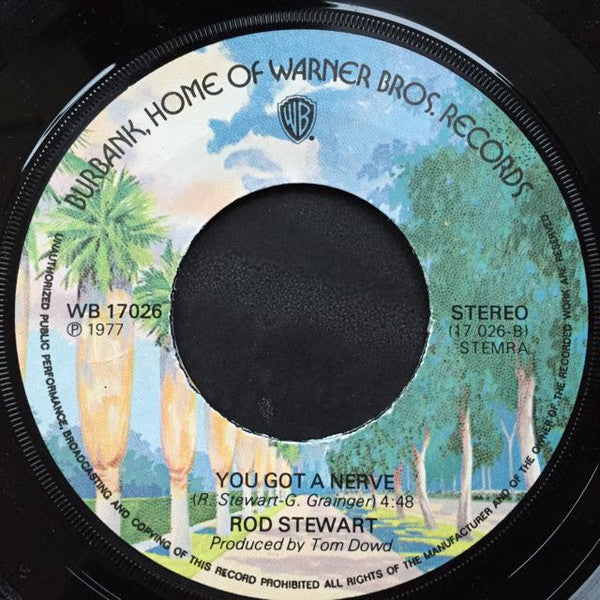 BURBANK, HOME OF WARNER BROS. RECORDS
WB
WB 17026
℗ 1977
STEREO
(17.026-B)
STEMRA
YOU GOT A NERVE
(R. Stewart-G. Grainger) 4:48
ROD STEWART
Produced by Tom Dowd
UNAUTHORIZED PUBLIC PERFORMANCE, BROADCASTING AND COPYING OF THIS RECORD PROHIBITED ALL RIGHTS OF THE MANUFACTURER AND OF THE OWNER OF THE RECORDED WORK ARE RESERVED.